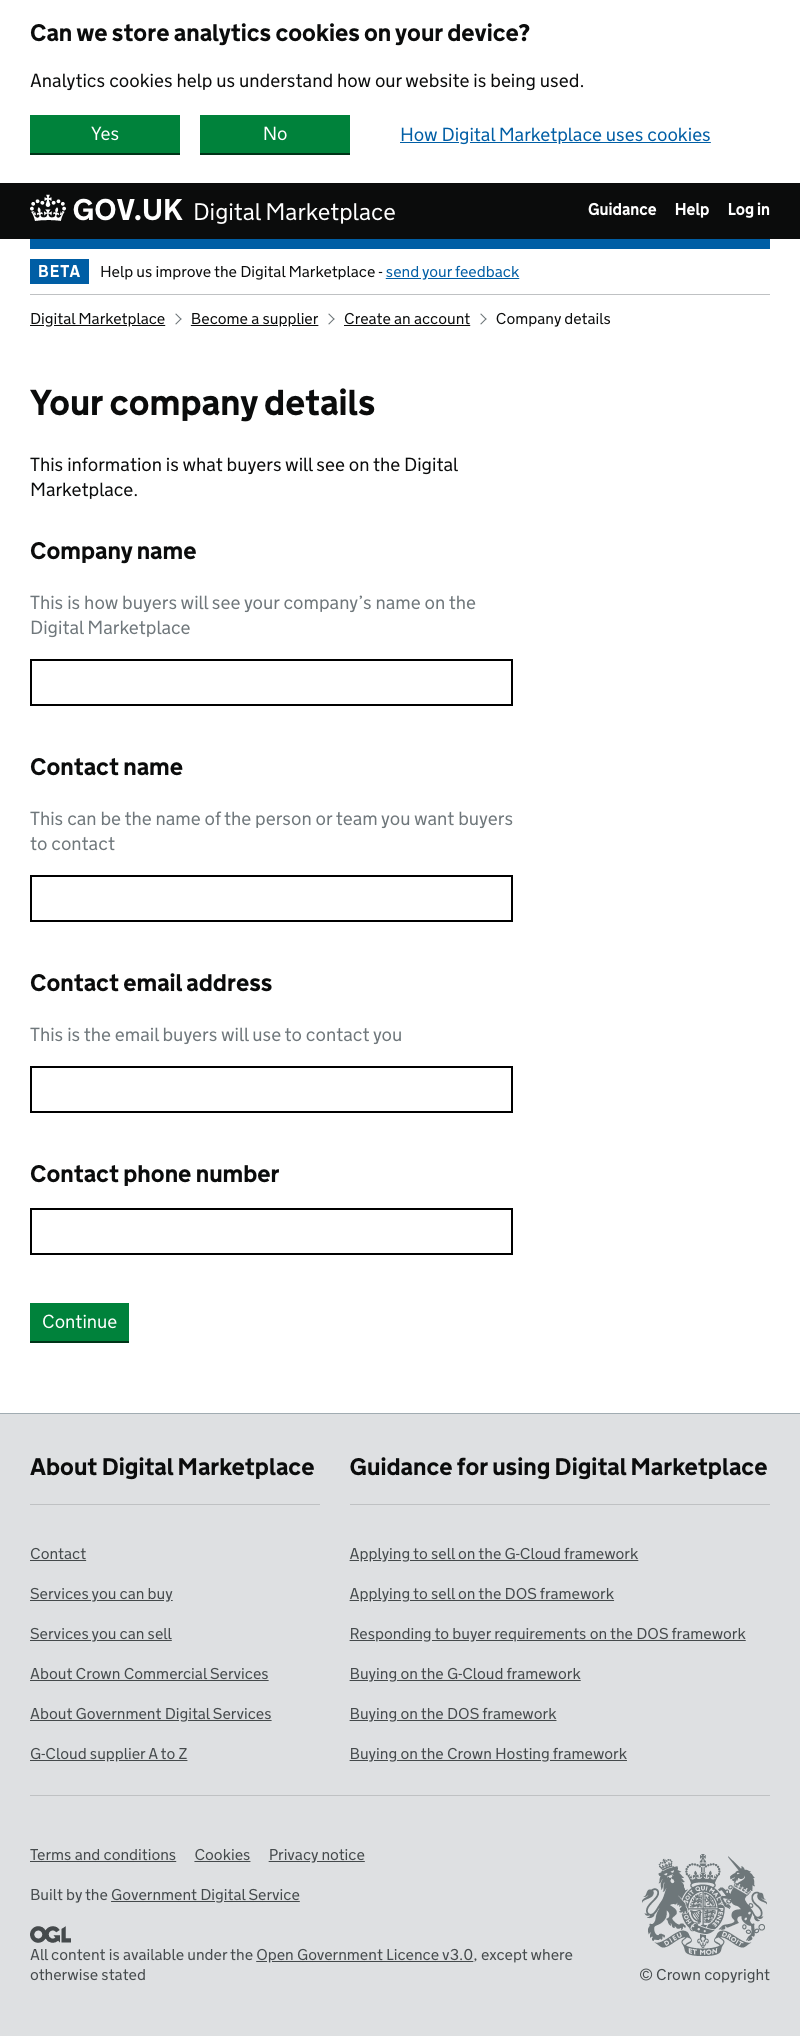 Can we store analytics cookies on your device?
Analytics cookies help us understand how our website is being used.
Yes
No
How Digital Marketplace uses cookies
GOV.UK Digital Marketplace
Guidance
Help
Log in
BETA
Help us improve the Digital Marketplace - send your feedback
Digital Marketplace
Become a supplier
Create an account
Company details
Your company details
This information is what buyers will see on the Digital
Marketplace.
Company name
This is how buyers will see your company’s name on the
Digital Marketplace
Contact name
This can be the name of the person or team you want buyers
to contact
Contact email address
This is the email buyers will use to contact you
Contact phone number
Continue
About Digital Marketplace
Contact
Services you can buy
Services you can sell
About Crown Commercial Services
About Government Digital Services
G-Cloud supplier A to Z
Guidance for using Digital Marketplace
Applying to sell on the G-Cloud framework
Applying to sell on the DOS framework
Responding to buyer requirements on the DOS framework
Buying on the G-Cloud framework
Buying on the DOS framework
Buying on the Crown Hosting framework
Terms and conditions
Cookies
Privacy notice
Built by the Government Digital Service
OGL
All content is available under the Open Government Licence v3.0, except where
otherwise stated
DIEU ET MON DROIT
© Crown copyright